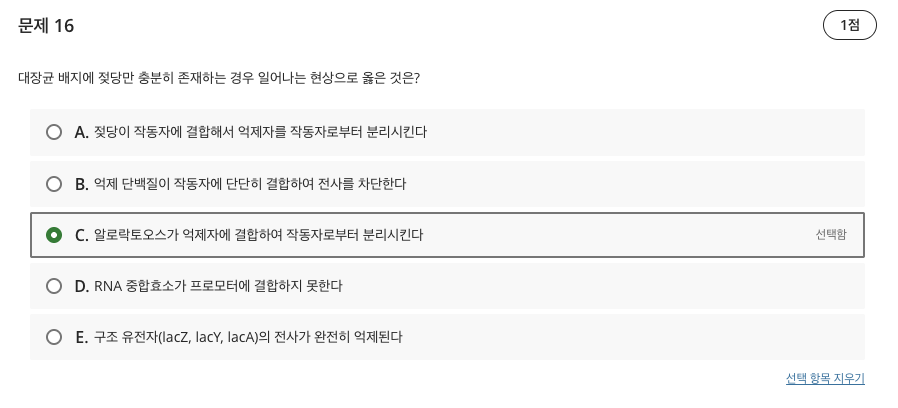 문제 16
1점
대장균 배지에 젖당만 충분히 존재하는 경우 일어나는 현상으로 옳은 것은?
A. 젖당이 작동자에 결합해서 억제자를 작동자로부터 분리시킨다
B. 억제 단백질이 작동자에 단단히 결합하여 전사를 차단한다
C. 알로락토오스가 억제자에 결합하여 작동자로부터 분리시킨다 선택함
D. RNA 중합효소가 프로모터에 결합하지 못한다
E. 구조 유전자(lacZ, lacY, lacA)의 전사가 완전히 억제된다
선택 항목 지우기